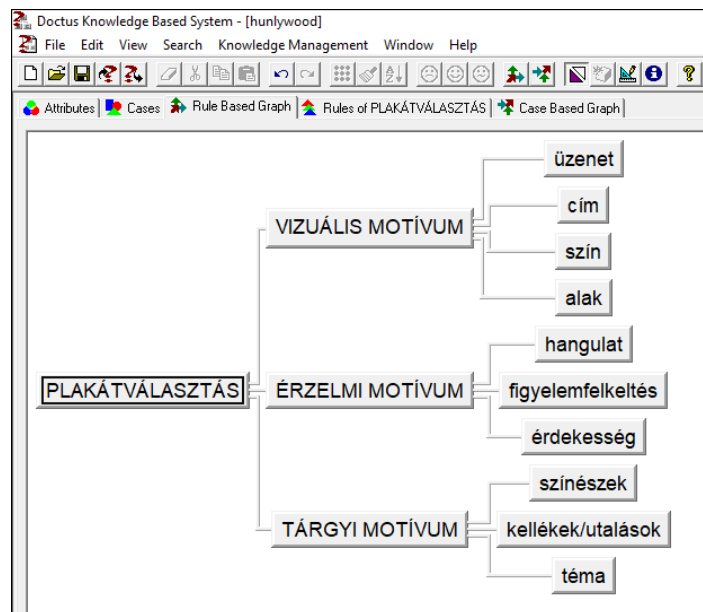 Doctus Knowledge Based System - [hunlywood]
File Edit View Search Knowledge Management Window Help
Attributes Cases Rule Based Graph Rules of PLAKÁTVÁLASZTÁS Case Based Graph
üzenet
cím
VIZUÁLIS MOTÍVUM
szín
alak
hangulat
PLAKÁTVÁLASZTÁS ÉRZELMI MOTÍVUM figyelemfelkeltés
érdekesség
színészek
TÁRGYI MOTÍVUM kellékek/utalások
téma